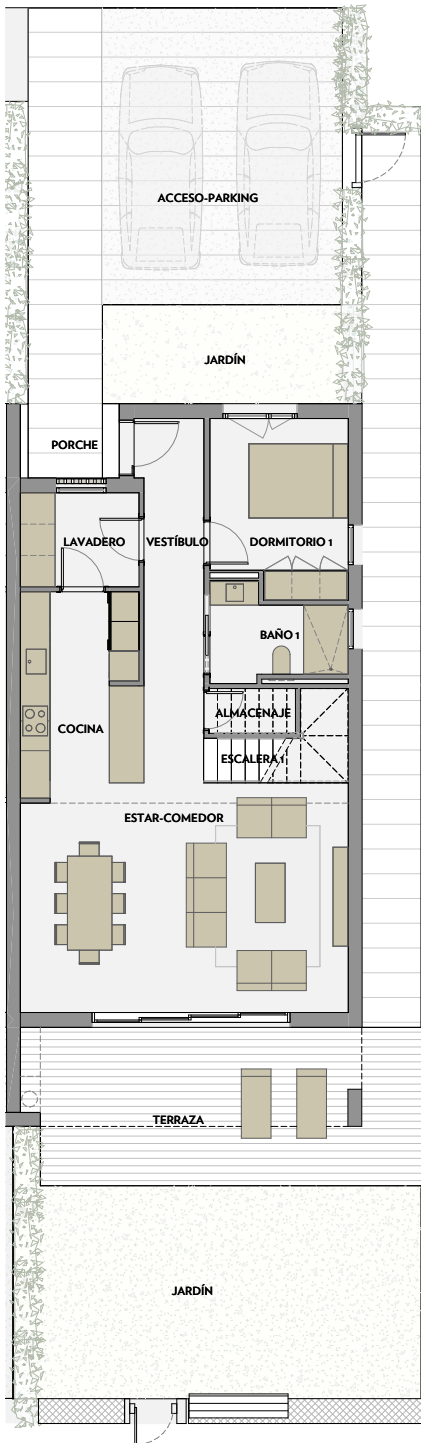 ACCESO-PARKING
JARDÍN
PORCHE
LAVADERO
VESTÍBULO
DORMITORIO 1
BAÑO 1
ALMACENAJE
COCINA
ESCALERA 1
ESTAR-COMEDOR
TERRAZA
JARDÍN